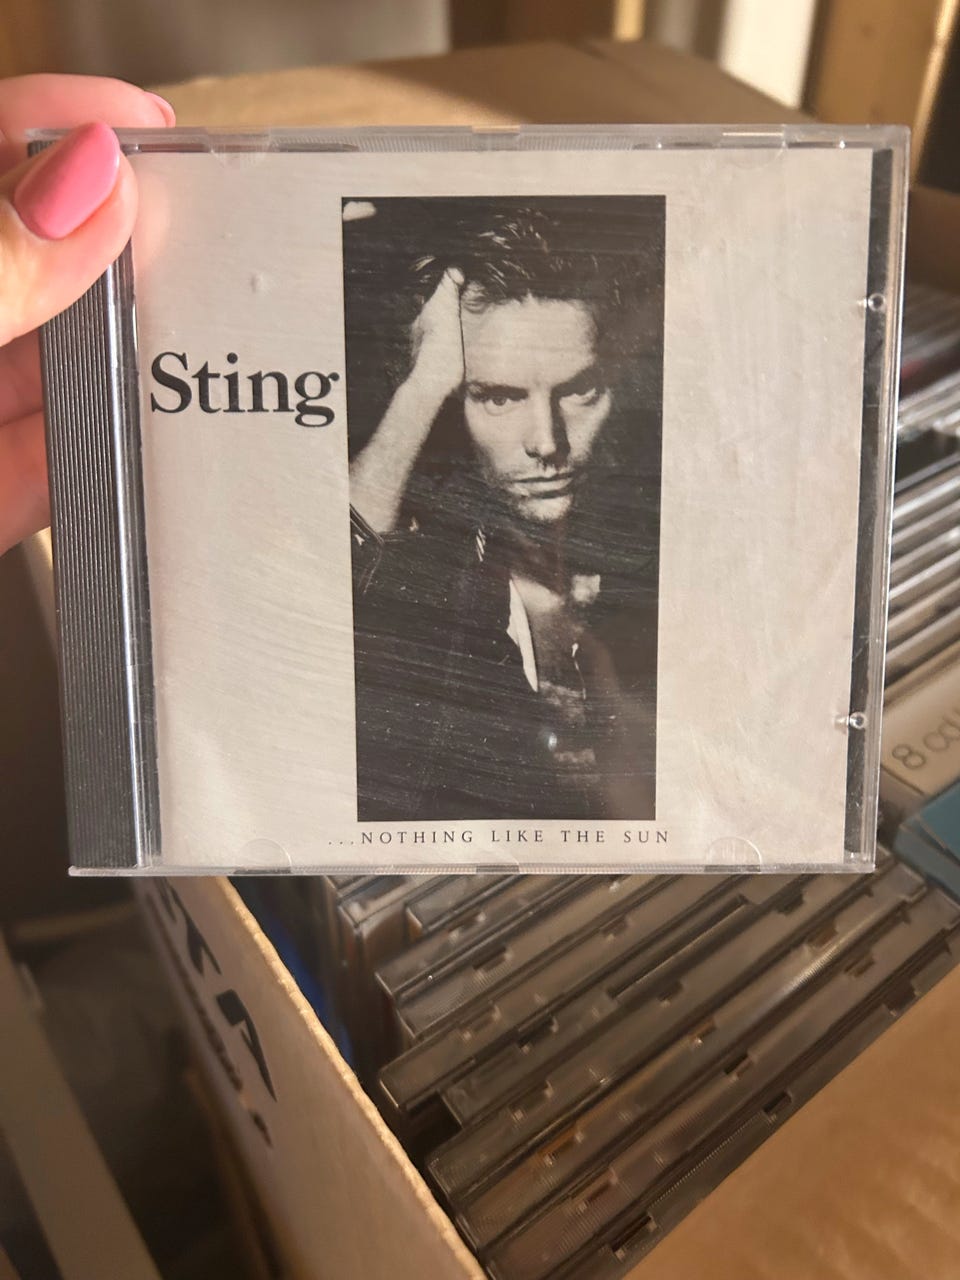 Sting
...NOTHING LIKE THE SUN